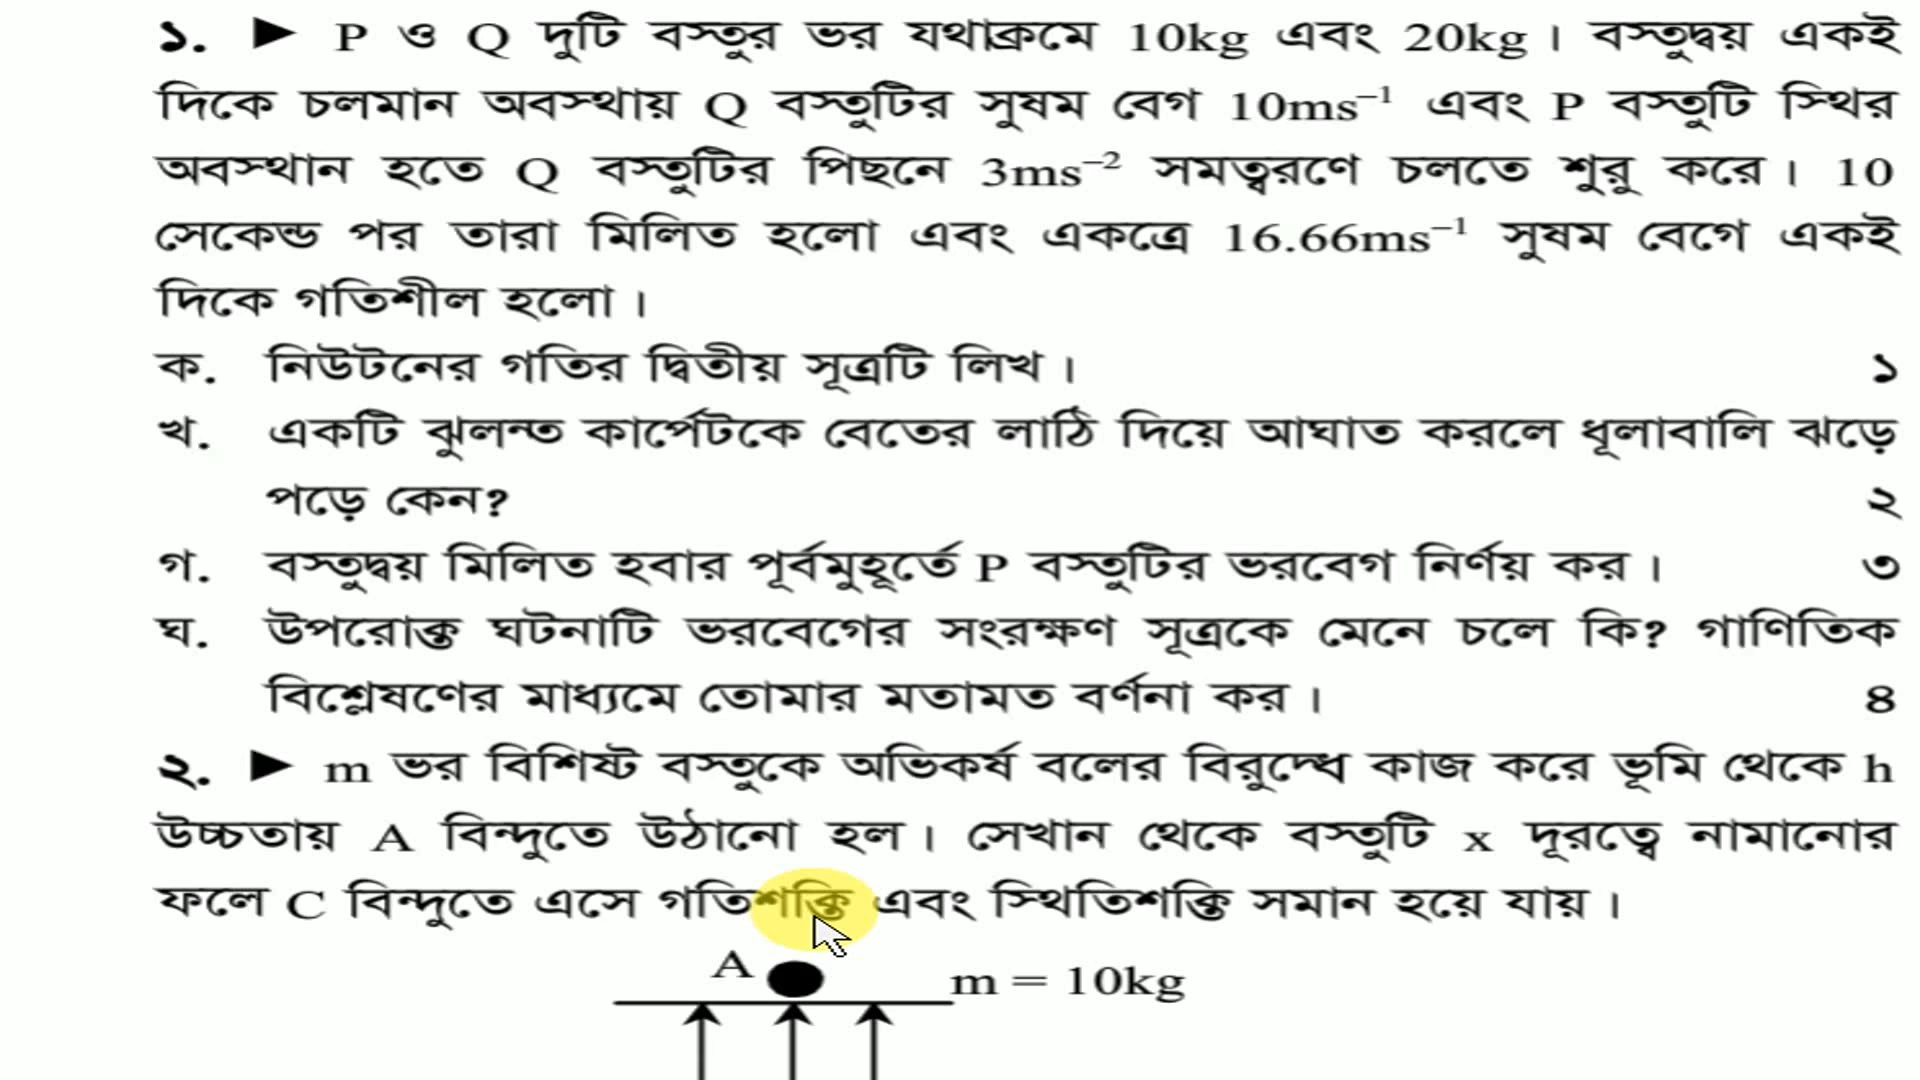 ১. ▶ P ও Q দুটি বস্তুর ভর যথাক্রমে 10kg এবং 20kg। বস্তুদ্বয় একই
দিকে চলমান অবস্থায় Q বস্তুটির সুষম বেগ 10ms⁻¹ এবং P বস্তুটি স্থির
অবস্থান হতে Q বস্তুটির পিছনে 3ms⁻² সমত্বরণে চলতে শুরু করে। 10
সেকেন্ড পর তারা মিলিত হলো এবং একত্রে 16.66ms⁻¹ সুষম বেগে একই
দিকে গতিশীল হলো।
ক. নিউটনের গতির দ্বিতীয় সূত্রটি লিখ। ১
খ. একটি ঝুলন্ত কার্পেটকে বেতের লাঠি দিয়ে আঘাত করলে ধূলাবালি ঝড়ে
পড়ে কেন? ২
গ. বস্তুদ্বয় মিলিত হবার পূর্বমুহূর্তে P বস্তুটির ভরবেগ নির্ণয় কর। ৩
ঘ. উপরোক্ত ঘটনাটি ভরবেগের সংরক্ষণ সূত্রকে মেনে চলে কি? গাণিতিক
বিশ্লেষণের মাধ্যমে তোমার মতামত বর্ণনা কর। ৪
২. ▶ m ভর বিশিষ্ট বস্তুকে অভিকর্ষ বলের বিরুদ্ধে কাজ করে ভূমি থেকে h
উচ্চতায় A বিন্দুতে উঠানো হল। সেখান থেকে বস্তুটি x দূরত্বে নামানোর
ফলে C বিন্দুতে এসে গতিশক্তি এবং স্থিতিশক্তি সমান হয়ে যায়।
A m = 10kg